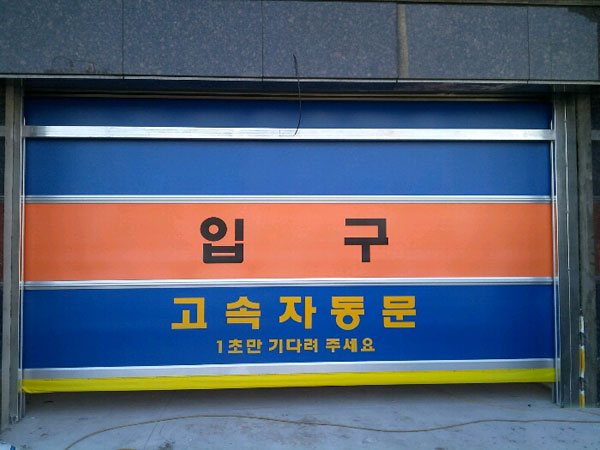 입 구
고속자동문
1초만 기다려 주세요